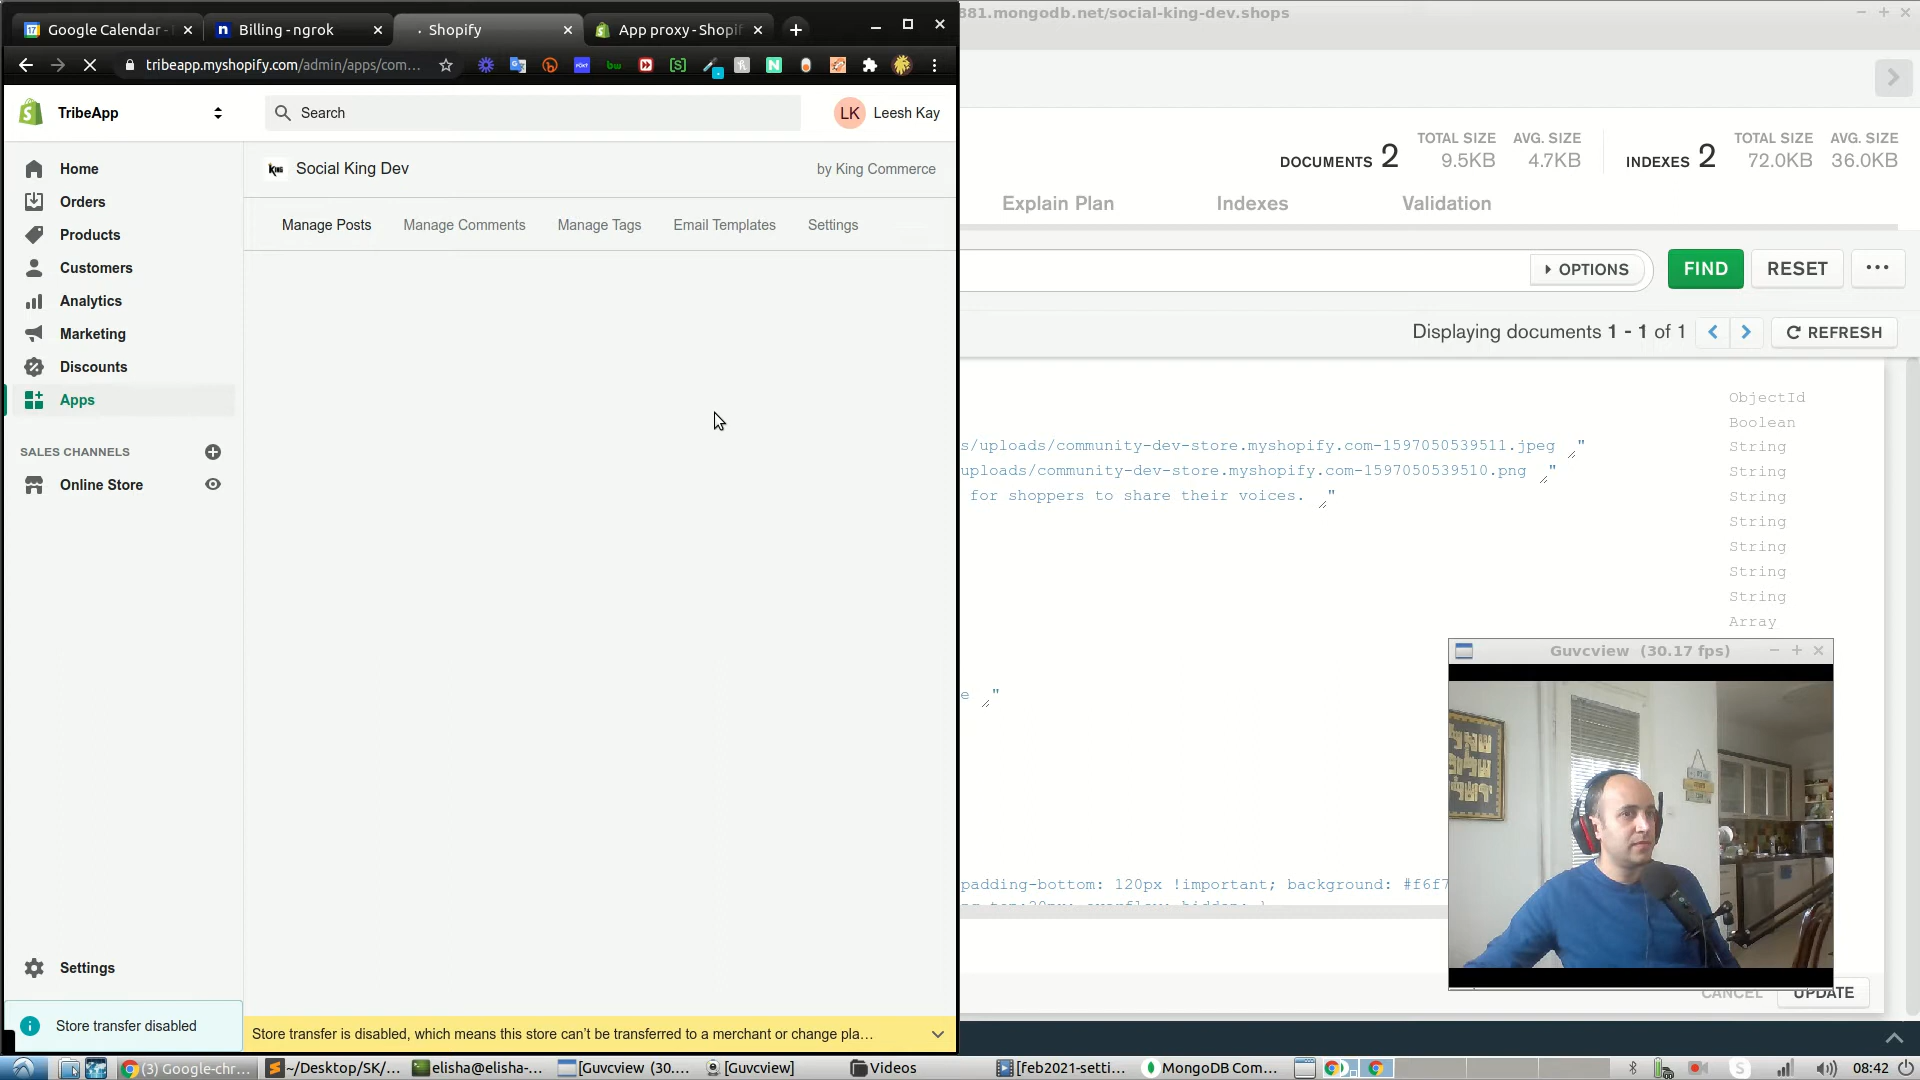 Google Calendar -
Billing - ngrok
Shopify
App proxy - Shopif
tribeapp.myshopify.com/admin/apps/com...
TribeApp
Search
LK
Leesh Kay
Home
Orders
Products
Customers
Analytics
Marketing
Discounts
Apps
SALES CHANNELS
Online Store
Settings
Store transfer disabled
Social King Dev
by King Commerce
Manage Posts
Manage Comments
Manage Tags
Email Templates
Settings
Store transfer is disabled, which means this store can't be transferred to a merchant or change pla...
881.mongodb.net/social-king-dev.shops
DOCUMENTS 2
TOTAL SIZE
9.5KB
AVG. SIZE
4.7KB
INDEXES 2
TOTAL SIZE
72.0KB
AVG. SIZE
36.0KB
Explain Plan
Indexes
Validation
OPTIONS
FIND
RESET
Displaying documents 1 - 1 of 1
REFRESH
s/uploads/community-dev-store.myshopify.com-1597050539511.jpeg "
uploads/community-dev-store.myshopify.com-1597050539510.png "
for shoppers to share their voices. "
e "
padding-bottom: 120px !important; background: #f6f7
ObjectId
Boolean
String
String
String
String
String
String
String
Array
Guvcview (30.17 fps)
CANCEL
UPDATE
(3) Google-chr...
~/Desktop/SK/...
elisha@elisha-...
[Guvcview (30....
[Guvcview]
Videos
[feb2021-setti...
MongoDB Com...
08:42